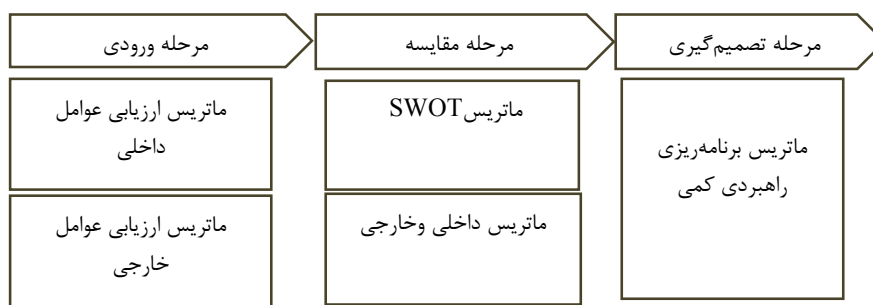 مرحله ورودی
مرحله مقایسه
مرحله تصمیم‌گیری
ماتریس ارزیابی عوامل
داخلی
ماتریس ارزیابی عوامل
خارجی
ماتریسSWOT
ماتریس داخلی وخارجی
ماتریس برنامه‌ریزی
راهبردی کمی